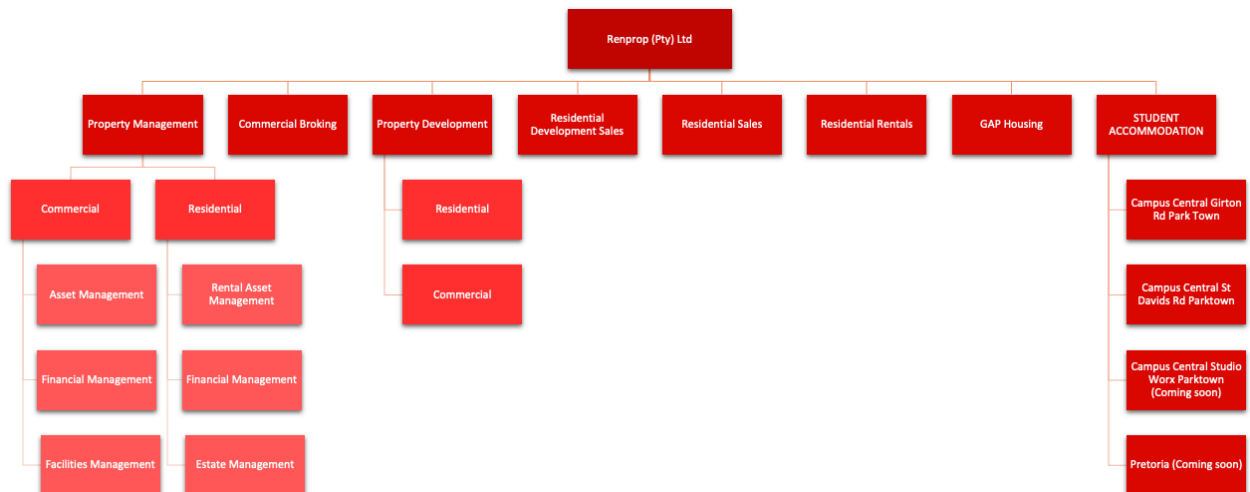 Renprop (Pty) Ltd
Property Management
Commercial Broking
Property Development
Residential
Development Sales
Residential Sales
Residential Rentals
GAP Housing
STUDENT
ACCOMMODATION
Commercial
Residential
Asset Management
Financial Management
Facilities Management
Rental Asset
Management
Financial Management
Estate Management
Residential
Commercial
Campus Central Girton
Rd Park Town
Campus Central St
Davids Rd Parktown
Campus Central Studio
Worx Parktown
(Coming soon)
Pretoria (Coming soon)